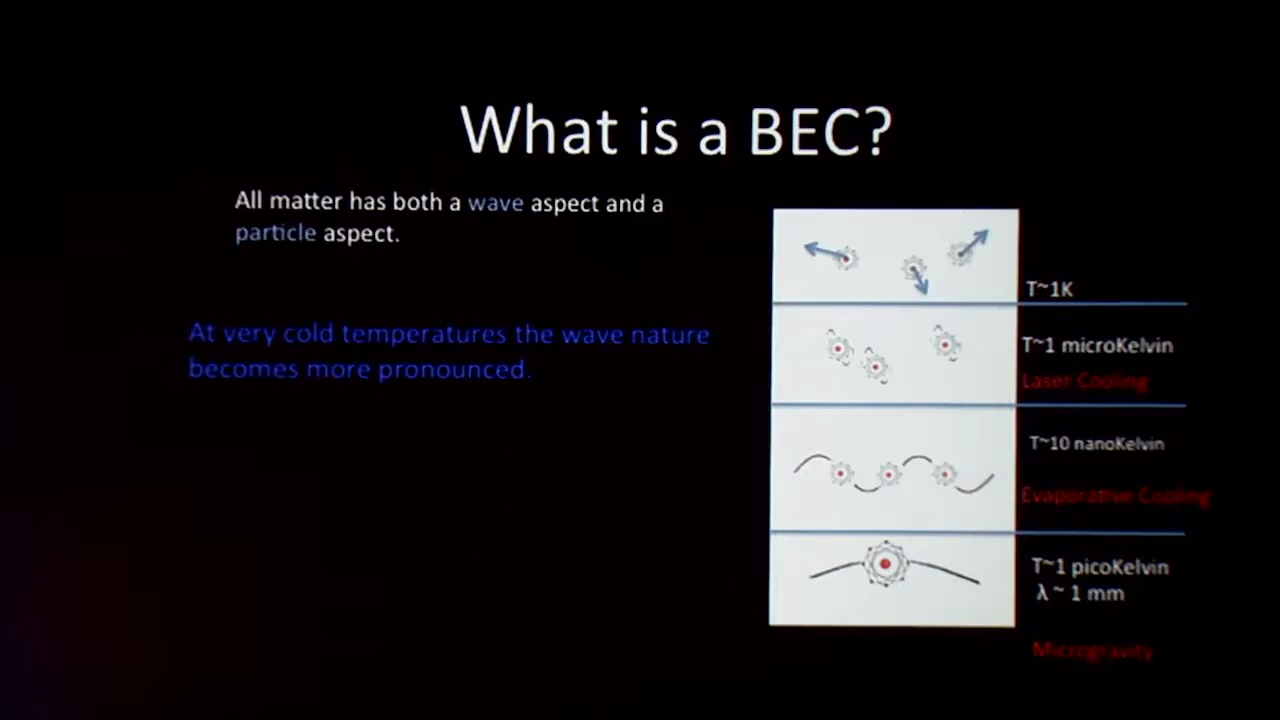 What is a BEC?
All matter has both a wave aspect and a
particle aspect.
At very cold temperatures the wave nature
becomes more pronounced.
T~1K
T~1 microKelvin
Laser Cooling
T~10 nanoKelvin
Evaporative Cooling
T~1 picoKelvin
λ ~ 1 mm
Microgravity